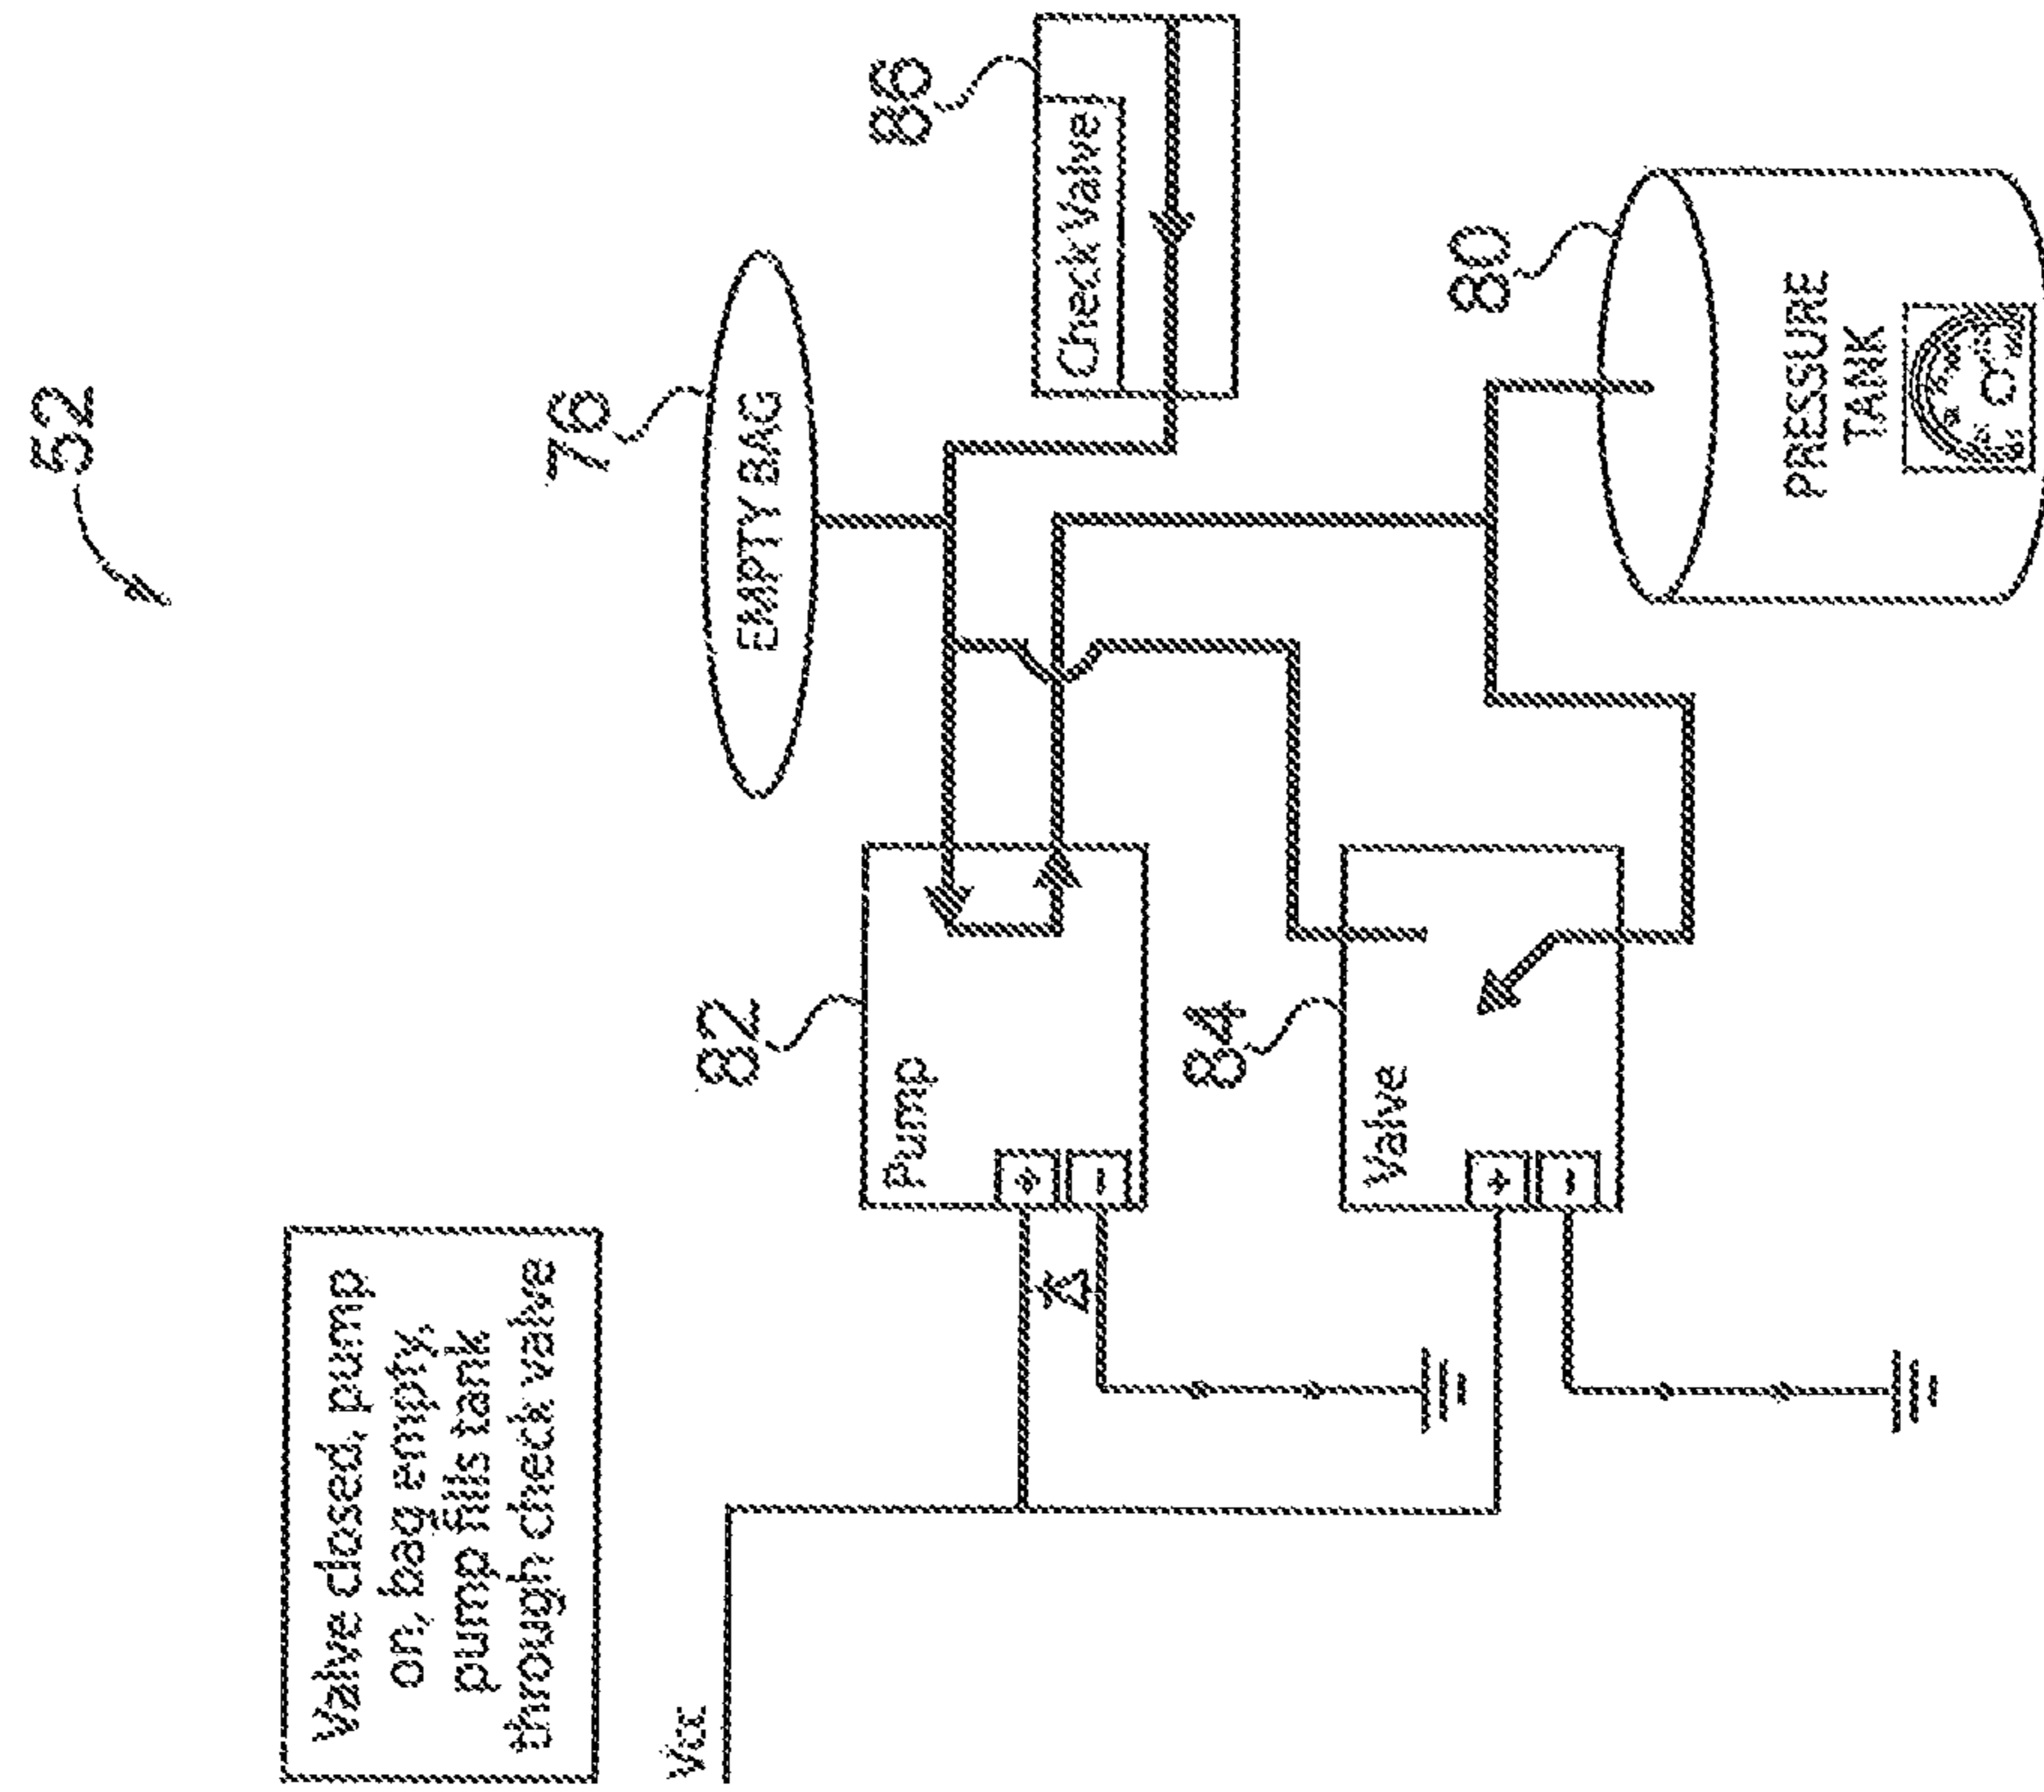 52
Valve closed, pump
on, bag empty,
pump fills tank
through check valve
Vcc
76
EMPTY BAG
82
Pump
+
-
86
Check Valve
84
Valve
+
-
80
PRESSURE
TANK